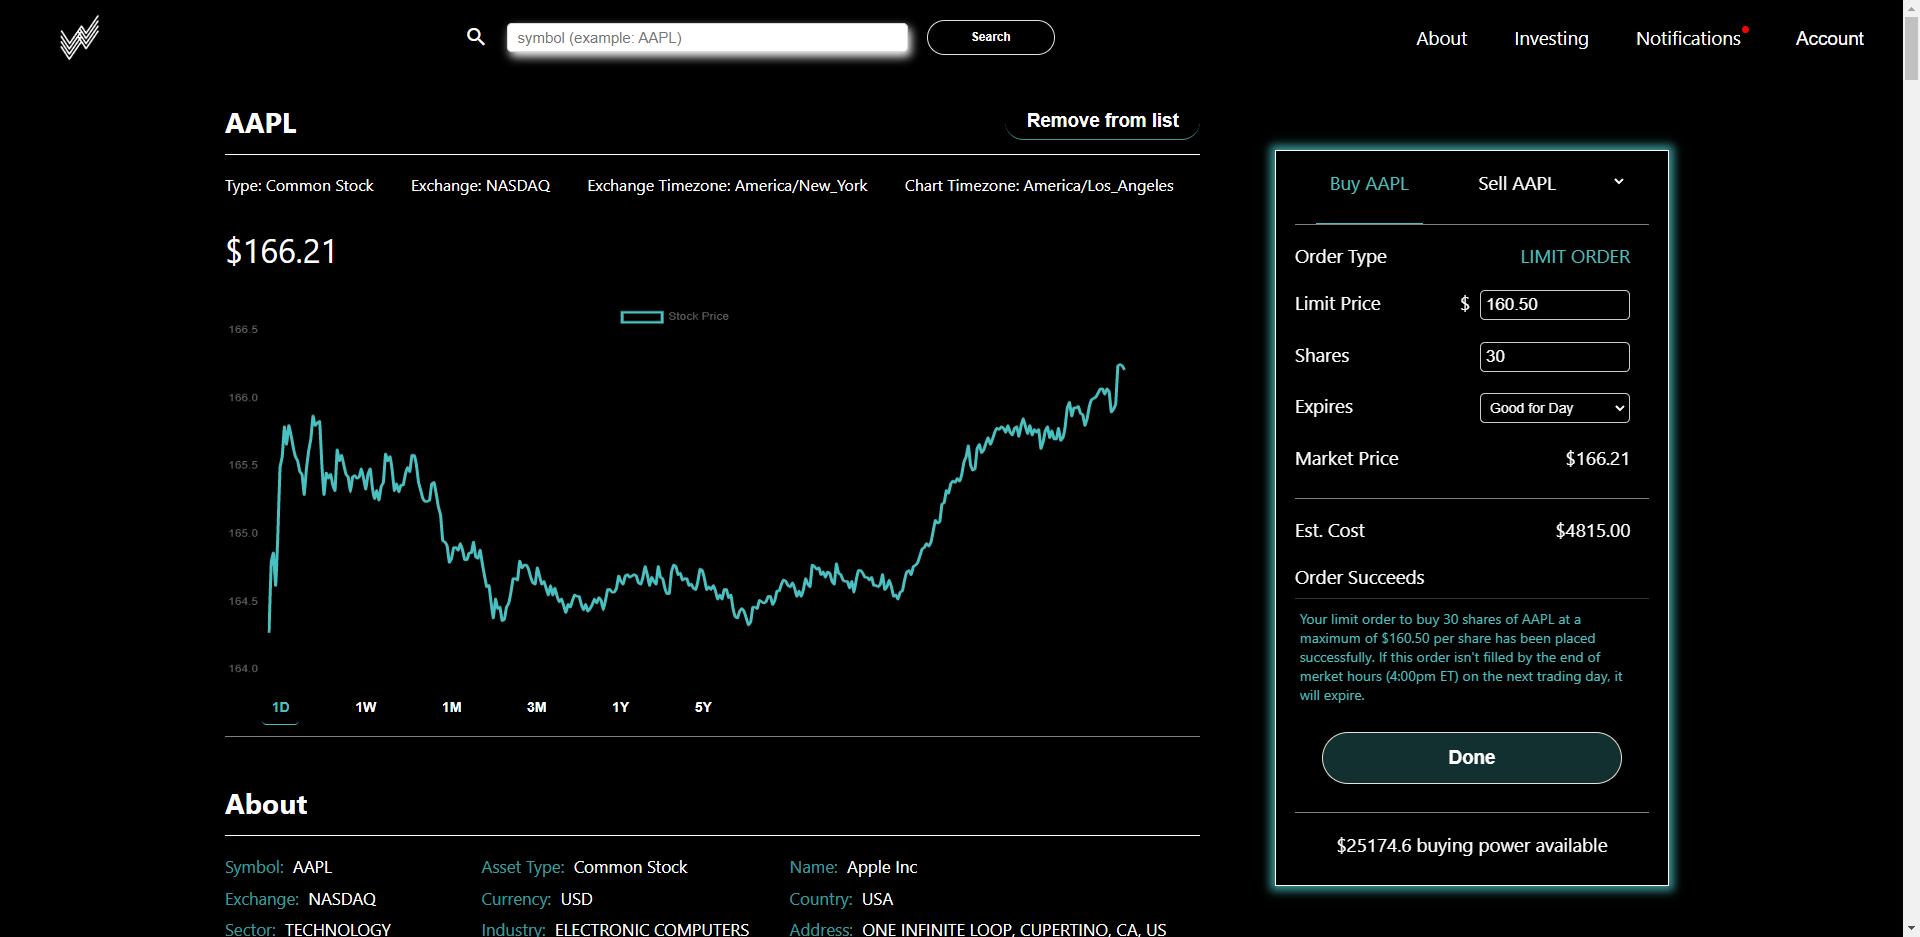 symbol (example: AAPL)
Search
About
Investing
Notifications
Account
AAPL
Remove from list
Type: Common Stock
Exchange: NASDAQ
Exchange Timezone: America/New_York
Chart Timezone: America/Los_Angeles
$166.21
Stock Price
166.5
166.0
165.5
165.0
164.5
164.0
1D
1W
1M
3M
1Y
5Y
About
Symbol: AAPL
Asset Type: Common Stock
Name: Apple Inc
Exchange: NASDAQ
Currency: USD
Country: USA
Sector: TECHNOLOGY
Industry: ELECTRONIC COMPUTERS
Address: ONE INFINITE LOOP, CUPERTINO, CA, US
Buy AAPL
Sell AAPL
Order Type
LIMIT ORDER
Limit Price
$ 160.50
Shares
30
Expires
Good for Day
Market Price
$166.21
Est. Cost
$4815.00
Order Succeeds
Your limit order to buy 30 shares of AAPL at a
maximum of $160.50 per share has been placed
successfully. If this order isn't filled by the end of
merket hours (4:00pm ET) on the next trading day, it
will expire.
Done
$25174.6 buying power available